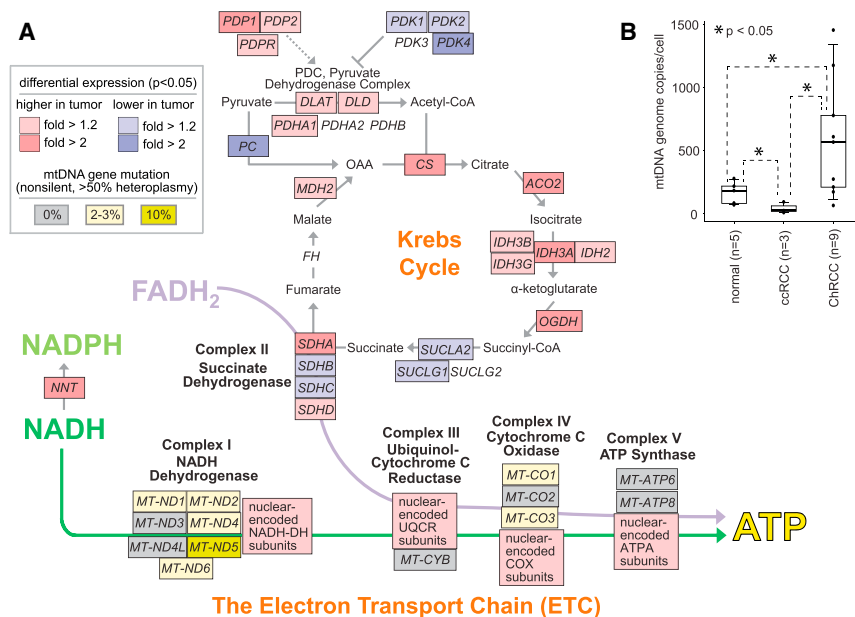 A
differential expression (p<0.05)
higher in tumor
lower in tumor
fold > 1.2
fold > 1.2
fold > 2
fold > 2
mtDNA gene mutation
(nonsilent, >50% heteroplasmy)
0%
2-3%
10%
PDP1
PDP2
PDPR
PDK1
PDK2
PDK3
PDK4
PDC, Pyruvate
Dehydrogenase Complex
Pyruvate
DLAT
DLD
Acetyl-CoA
PDHA1
PDHA2
PDHB
PC
OAA
CS
Citrate
MDH2
ACO2
Malate
Isocitrate
FH
Krebs
Cycle
IDH3B
IDH3A
IDH2
IDH3G
Fumarate
α-ketoglutarate
FADH2
OGDH
Complex II
Succinate
Dehydrogenase
SDHA
SDHB
SDHC
SDHD
Succinate
SUCLA2
Succinyl-CoA
SUCLG1
SUCLG2
NADPH
NNT
NADH
Complex I
NADH
Dehydrogenase
MT-ND1
MT-ND2
MT-ND3
MT-ND4
MT-ND4L
MT-ND5
MT-ND6
nuclear-
encoded
NADH-DH
subunits
Complex III
Ubiquinol-
Cytochrome C
Reductase
nuclear-
encoded
UQCR
subunits
MT-CYB
Complex IV
Cytochrome C
Oxidase
MT-CO1
MT-CO2
MT-CO3
nuclear-
encoded
COX
subunits
Complex V
ATP Synthase
MT-ATP6
MT-ATP8
nuclear-
encoded
ATPA
subunits
ATP
The Electron Transport Chain (ETC)
B
* p < 0.05
mtDNA genome copies/cell
1500
1000
500
0
*
*
*
normal (n=5)
ccRCC (n=3)
ChRCC (n=9)